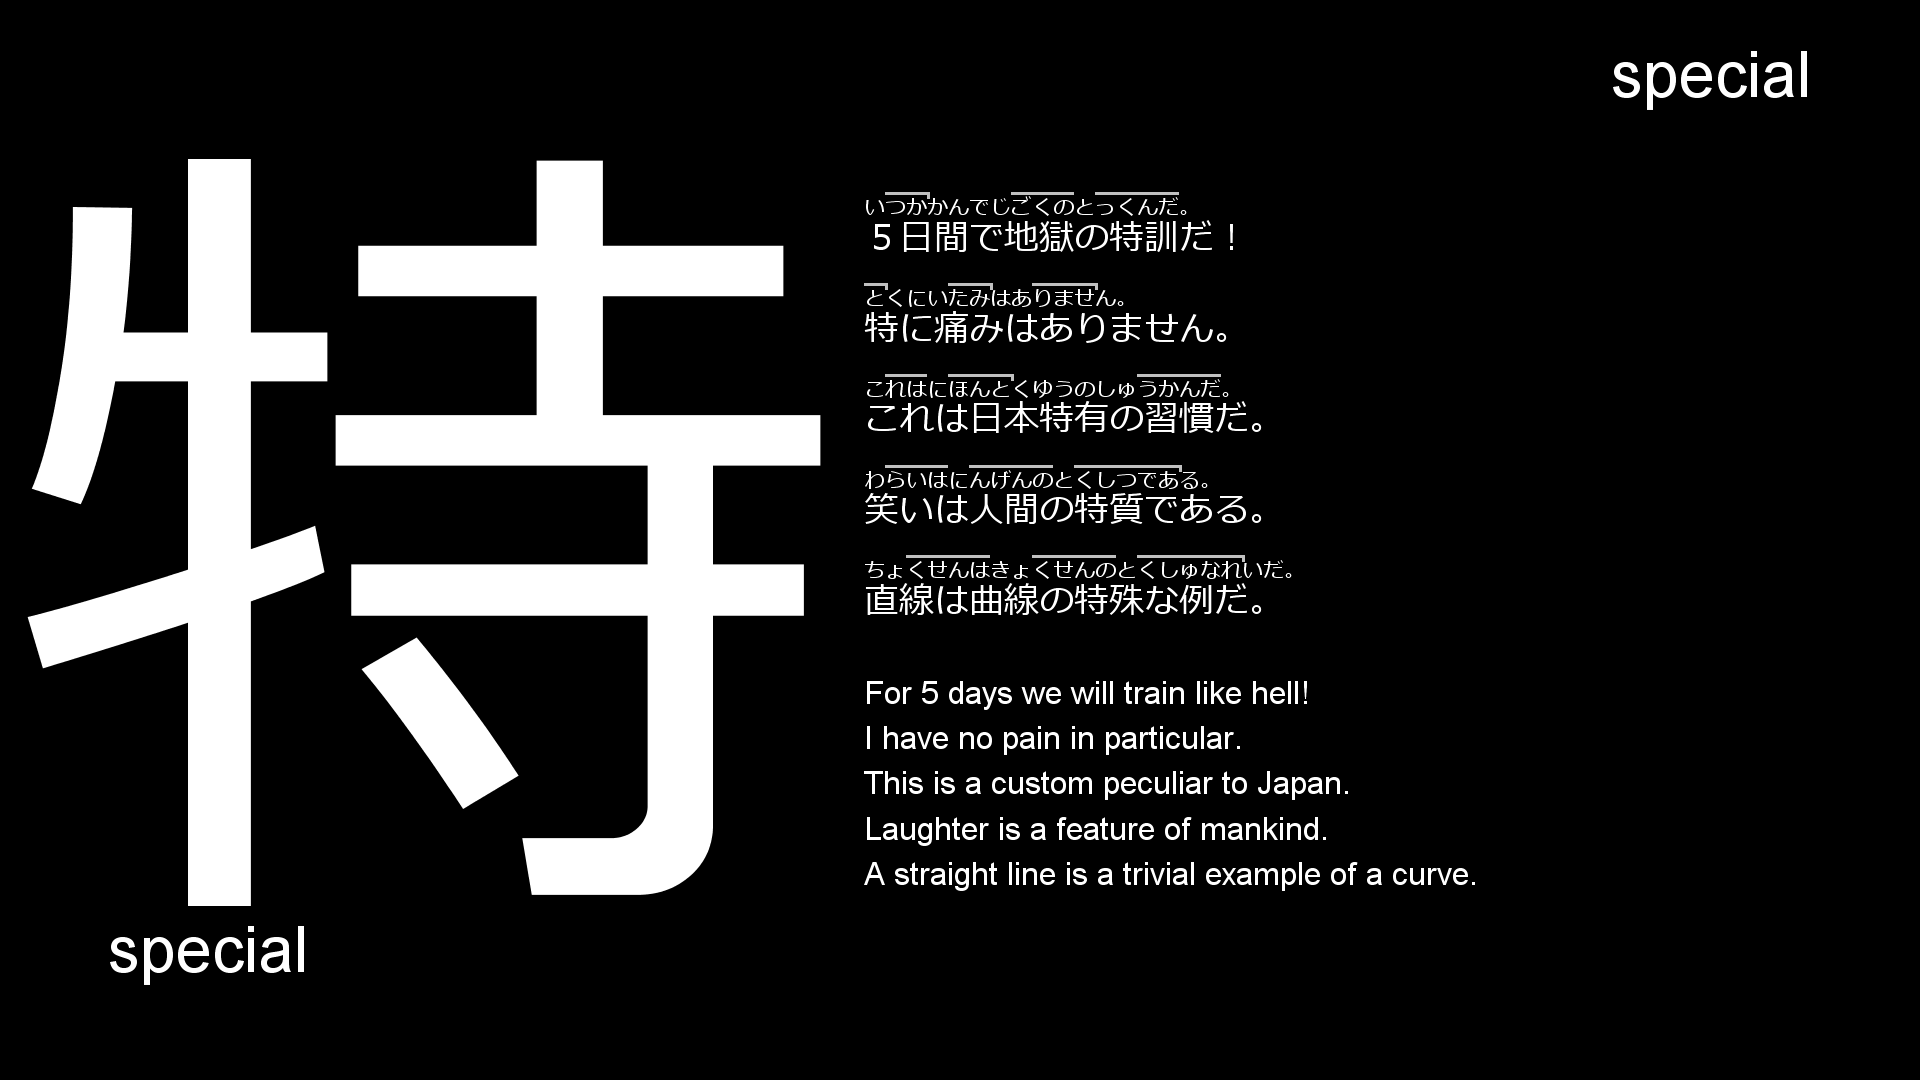 special
特
special
いつかかんでじごくのとっくんだ。
５日間で地獄の特訓だ！
とくにいたみはありません。
特に痛みはありません。
これはにほんとくゆうのしゅうかんだ。
これは日本特有の習慣だ。
わらいはにんげんのとくしつである。
笑いは人間の特質である。
ちょくせんはきょくせんのとくしゅなれいだ。
直線は曲線の特殊な例だ。
For 5 days we will train like hell!
I have no pain in particular.
This is a custom peculiar to Japan.
Laughter is a feature of mankind.
A straight line is a trivial example of a curve.